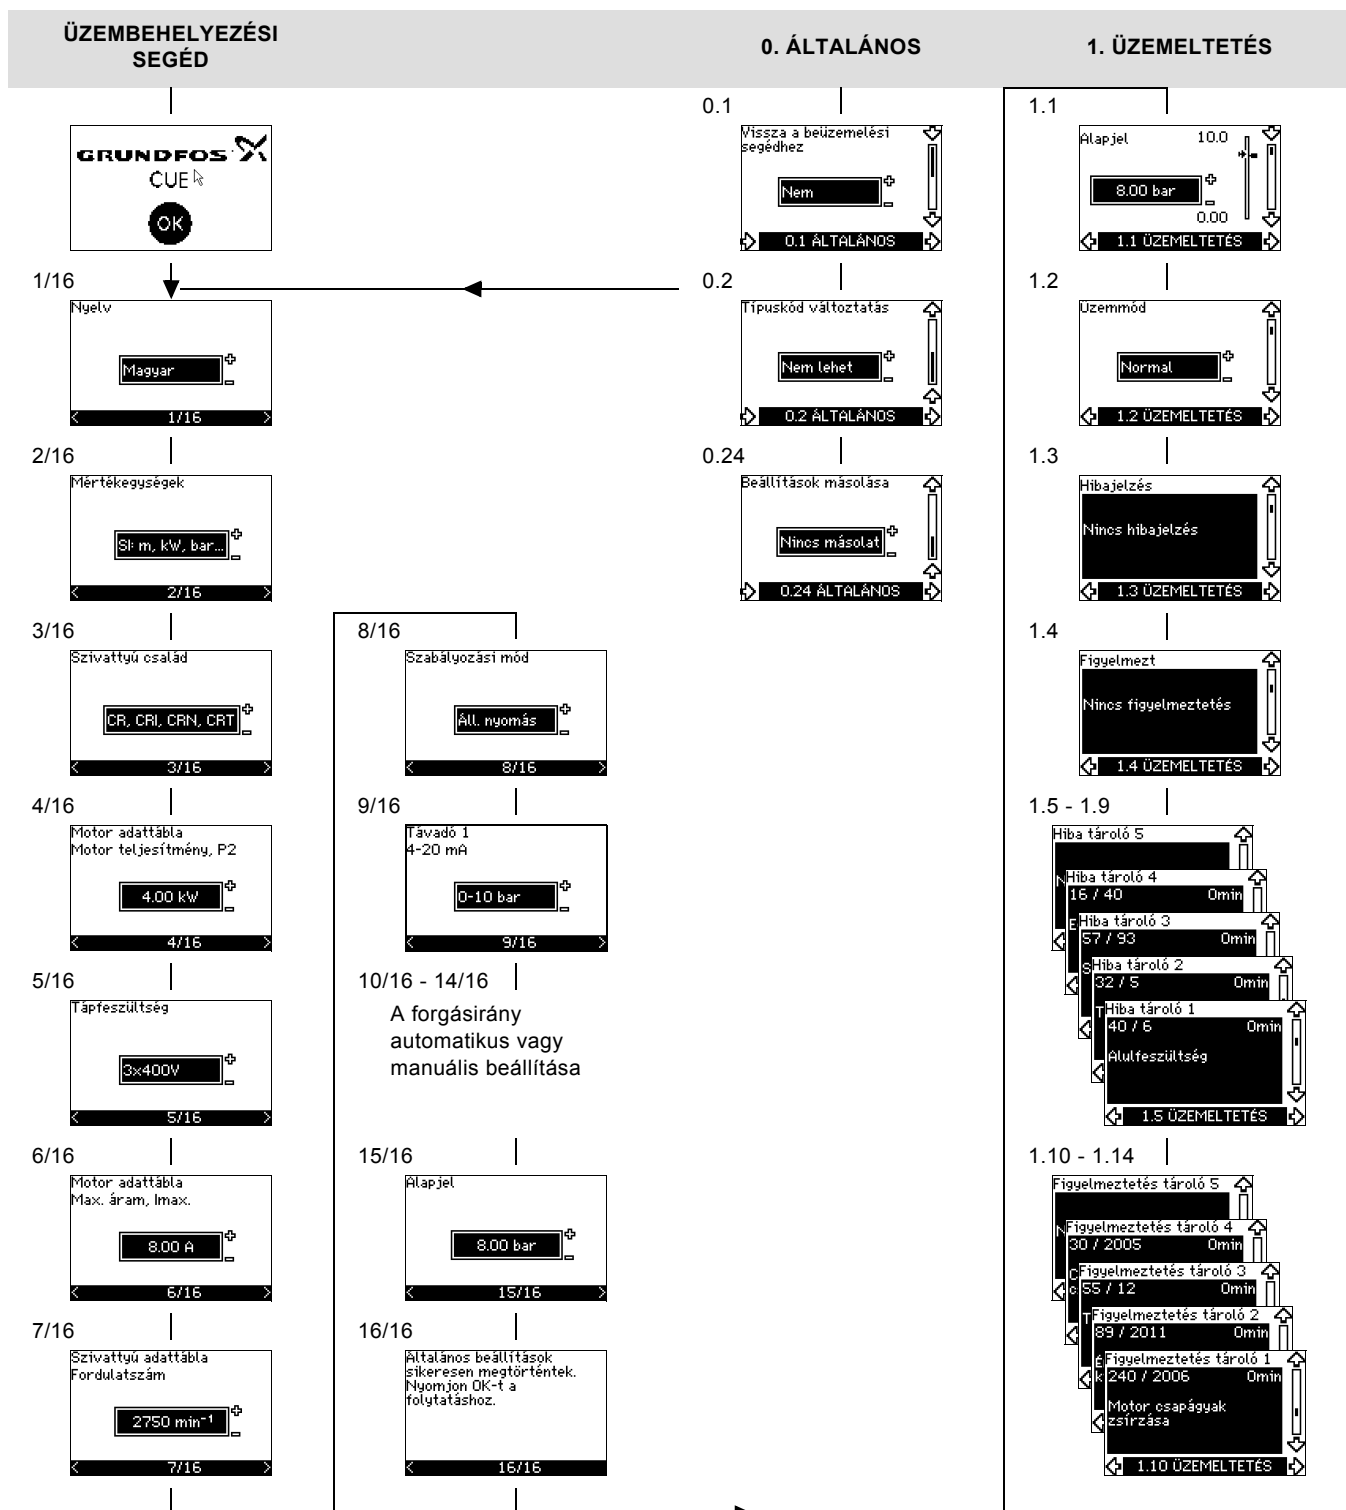 ÜZEMBEHELYEZÉSI
SEGÉD
GRUNDFOS
CUE
OK
1/16
Nyelv
Magyar
+
-
< 1/16 >
2/16
Mértékegységek
SI: m, kW, bar...
+
-
< 2/16 >
3/16
Szivattyú család
CR, CRI, CRN, CRT
+
-
< 3/16 >
4/16
Motor adattábla
Motor teljesítmény, P2
4.00 kW
+
-
< 4/16 >
5/16
Tápfeszültség
3x400V
+
-
< 5/16 >
6/16
Motor adattábla
Max. áram, Imax.
8.00 A
+
-
< 6/16 >
7/16
Szivattyú adattábla
Fordulatszám
2750 min⁻¹
+
-
< 7/16 >
8/16
Szabályozási mód
Áll. nyomás
+
-
< 8/16 >
9/16
Távadó 1
4-20 mA
0-10 bar
+
-
< 9/16 >
10/16 - 14/16
A forgásirány
automatikus vagy
manuális beállítása
15/16
Alapjel
8.00 bar
+
-
< 15/16 >
16/16
Általános beállítások
sikeresen megtörténtek.
Nyomjon OK-t a
folytatáshoz.
< 16/16
0. ÁLTALÁNOS
0.1
Vissza a beüzemelési
segédhez
Nem
+
-
0.1 ÁLTALÁNOS
0.2
Típuskód változtatás
Nem lehet
+
-
0.2 ÁLTALÁNOS
0.24
Beállítások másolása
Nincs másolat
+
-
0.24 ÁLTALÁNOS
1. ÜZEMELTETÉS
1.1
Alapjel
10.0
8.00 bar
+
-
0.00
1.1 ÜZEMELTETÉS
1.2
Üzemmód
Normal
+
-
1.2 ÜZEMELTETÉS
1.3
Hibajelzés
Nincs hibajelzés
1.3 ÜZEMELTETÉS
1.4
Figyelmezt
Nincs figyelmeztetés
1.4 ÜZEMELTETÉS
1.5 - 1.9
Hiba tároló 5
N
Hiba tároló 4
16 / 40 0min
E
Hiba tároló 3
57 / 93 0min
S
Hiba tároló 2
32 / 5 0min
T
Hiba tároló 1
40 / 6 0min
Alulfeszültség
1.5 ÜZEMELTETÉS
1.10 - 1.14
Figyelmeztetés tároló 5
N
Figyelmeztetés tároló 4
30 / 2005 0min
C
c
Figyelmeztetés tároló 3
55 / 12 0min
T
Figyelmeztetés tároló 2
89 / 2011 0min
É
k
Figyelmeztetés tároló 1
240 / 2006 0min
Motor csapágyak
zsírzása
1.10 ÜZEMELTETÉS